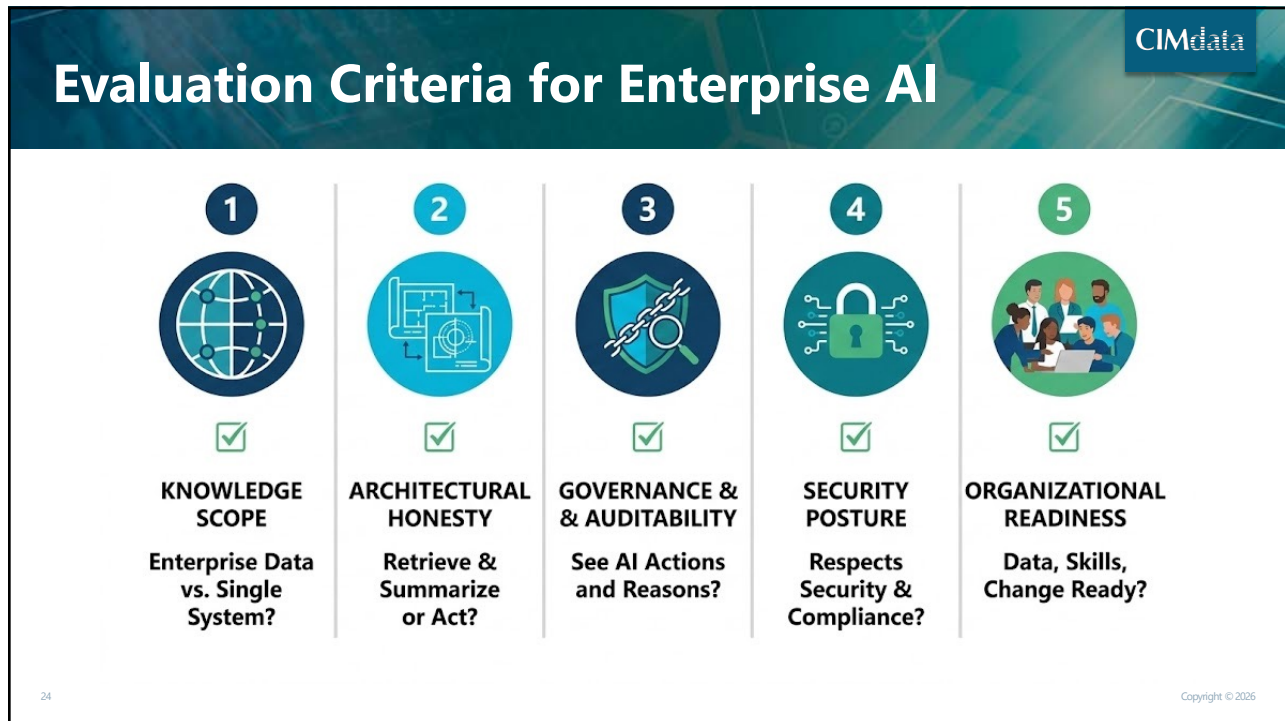 CIMdata
Evaluation Criteria for Enterprise AI
1
2
3
4
5
KNOWLEDGE
SCOPE
Enterprise Data
vs. Single
System?
ARCHITECTURAL
HONESTY
Retrieve &
Summarize
or Act?
GOVERNANCE &
& AUDITABILITY
See AI Actions
and Reasons?
SECURITY
POSTURE
Respects
Security &
Compliance?
ORGANIZATIONAL
READINESS
Data, Skills,
Change Ready?
24
Copyright © 2026